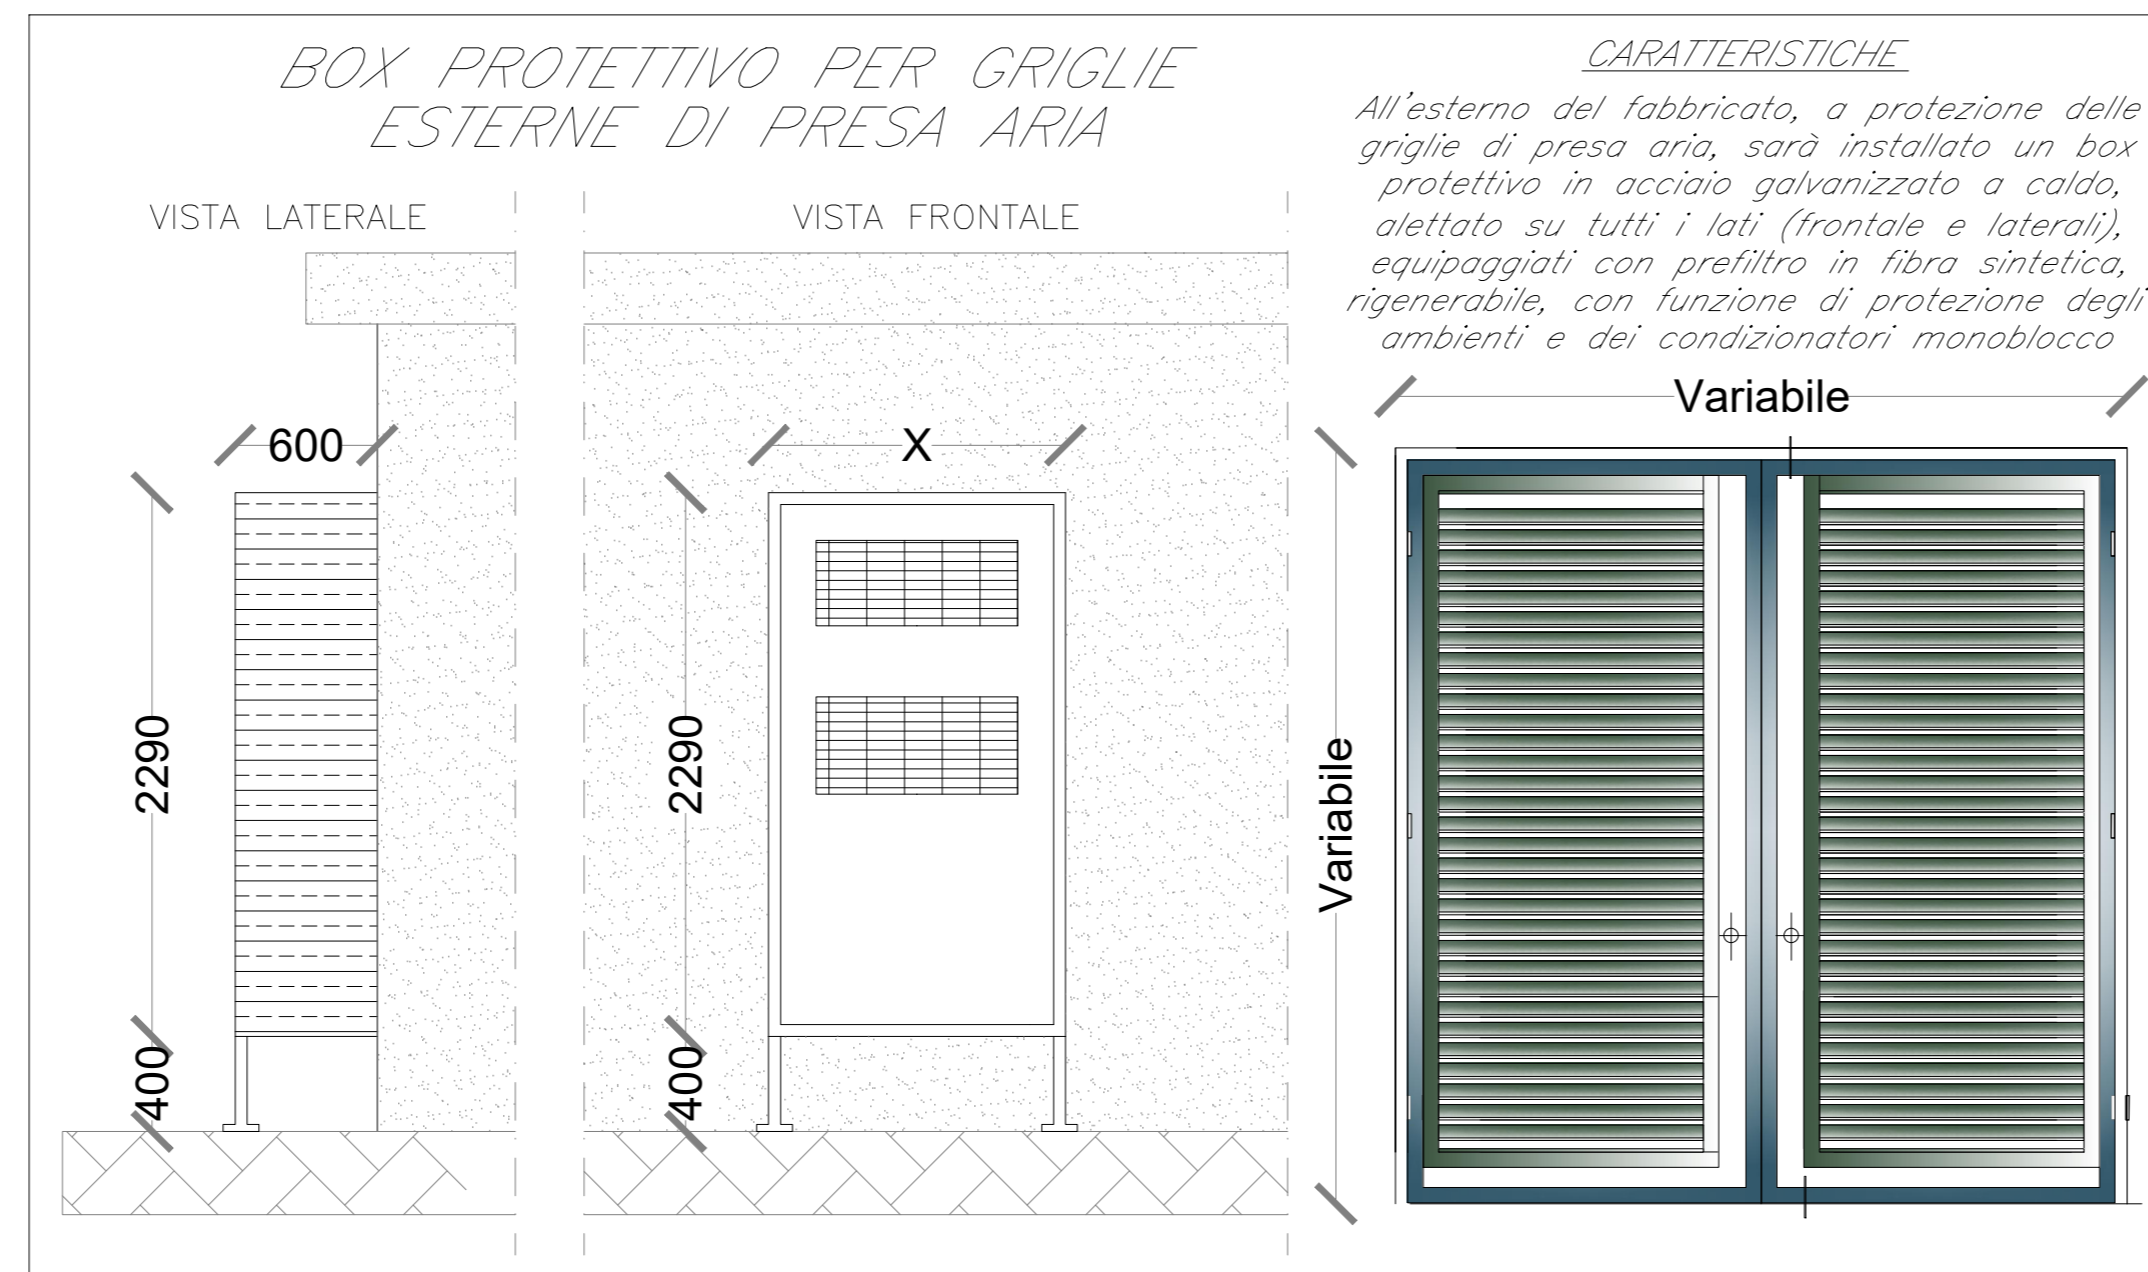 BOX PROTETTIVO PER GRIGLIE
ESTERNE DI PRESA ARIA
VISTA LATERALE
VISTA FRONTALE
600
X
2290
2290
400
400
CARATTERISTICHE
All'esterno del fabbricato, a protezione delle
griglie di presa aria, sarà installato un box
protettivo in acciaio galvanizzato a caldo,
alettato su tutti i lati (frontale e laterali),
equipaggiati con prefiltro in fibra sintetica,
rigenerabile, con funzione di protezione degli
ambienti e dei condizionatori monoblocco
Variabile
Variabile